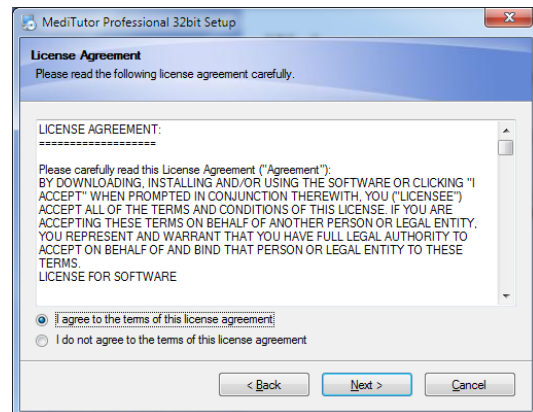 MediTutor Professional 32bit Setup
License Agreement
Please read the following license agreement carefully.
LICENSE AGREEMENT:
===================
Please carefully read this License Agreement ("Agreement"):
BY DOWNLOADING, INSTALLING AND/OR USING THE SOFTWARE OR CLICKING "I
ACCEPT" WHEN PROMPTED IN CONJUNCTION THEREWITH, YOU ("LICENSEE")
ACCEPT ALL OF THE TERMS AND CONDITIONS OF THIS LICENSE. IF YOU ARE
ACCEPTING THESE TERMS ON BEHALF OF ANOTHER PERSON OR LEGAL ENTITY,
YOU REPRESENT AND WARRANT THAT YOU HAVE FULL LEGAL AUTHORITY TO
ACCEPT ON BEHALF OF AND BIND THAT PERSON OR LEGAL ENTITY TO THESE
TERMS.
LICENSE FOR SOFTWARE
I agree to the terms of this license agreement
I do not agree to the terms of this license agreement
< Back Next > Cancel